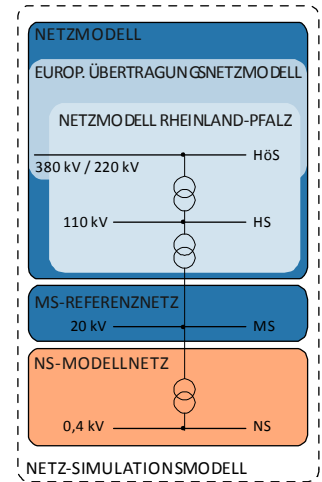 NETZMODELL
EUROP. ÜBERTRAGUNGSNETZMODELL
NETZMODELL RHEINLAND-PFALZ
HöS
380 kV / 220 kV
110 kV HS
MS-REFERENZNETZ
20 kV MS
NS-MODELLNETZ
0,4 kV NS
NETZ-SIMULATIONSMODELL